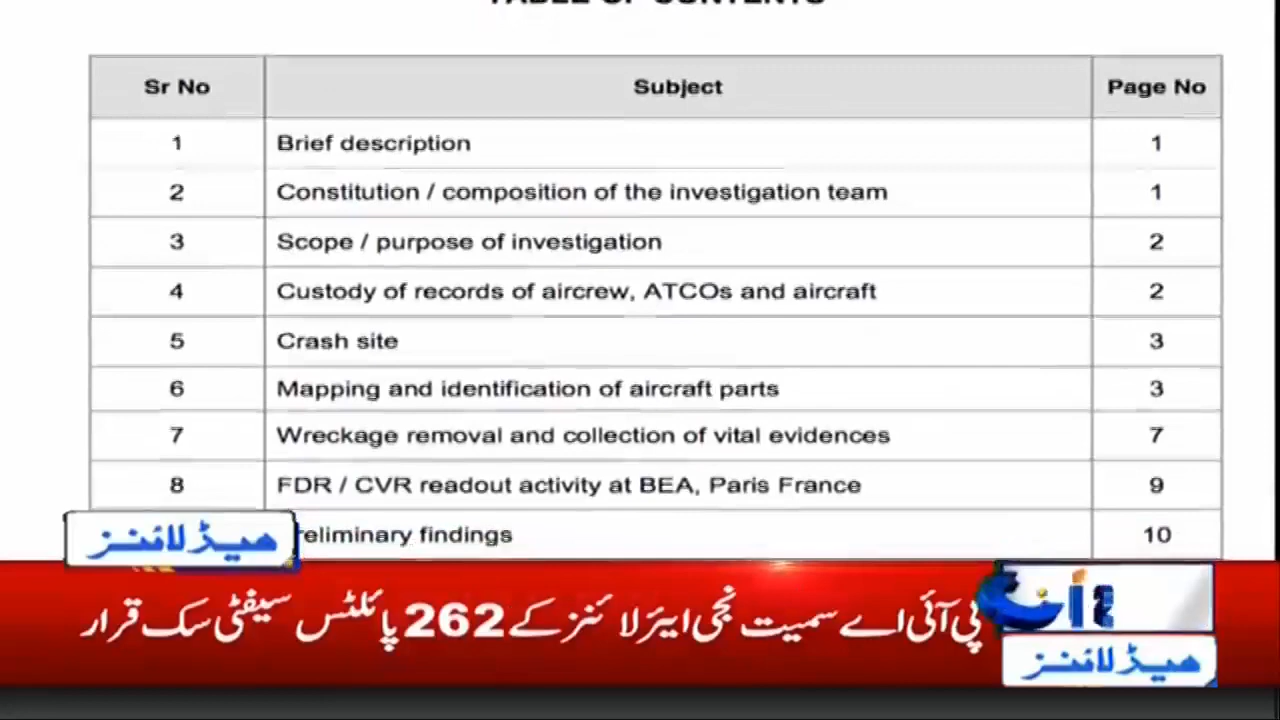 TABLE OF CONTENTS
Sr No Subject Page No
1 Brief description 1
2 Constitution / composition of the investigation team 1
3 Scope / purpose of investigation 2
4 Custody of records of aircrew, ATCOs and aircraft 2
5 Crash site 3
6 Mapping and identification of aircraft parts 3
7 Wreckage removal and collection of vital evidences 7
8 FDR / CVR readout activity at BEA, Paris France 9
reliminary findings 10
ہیڈلائنز
پی آئی اے سمیت نجی ایئرلائنز کے 262 پائلٹس سیفٹی سک قرار
ہیڈلائنز